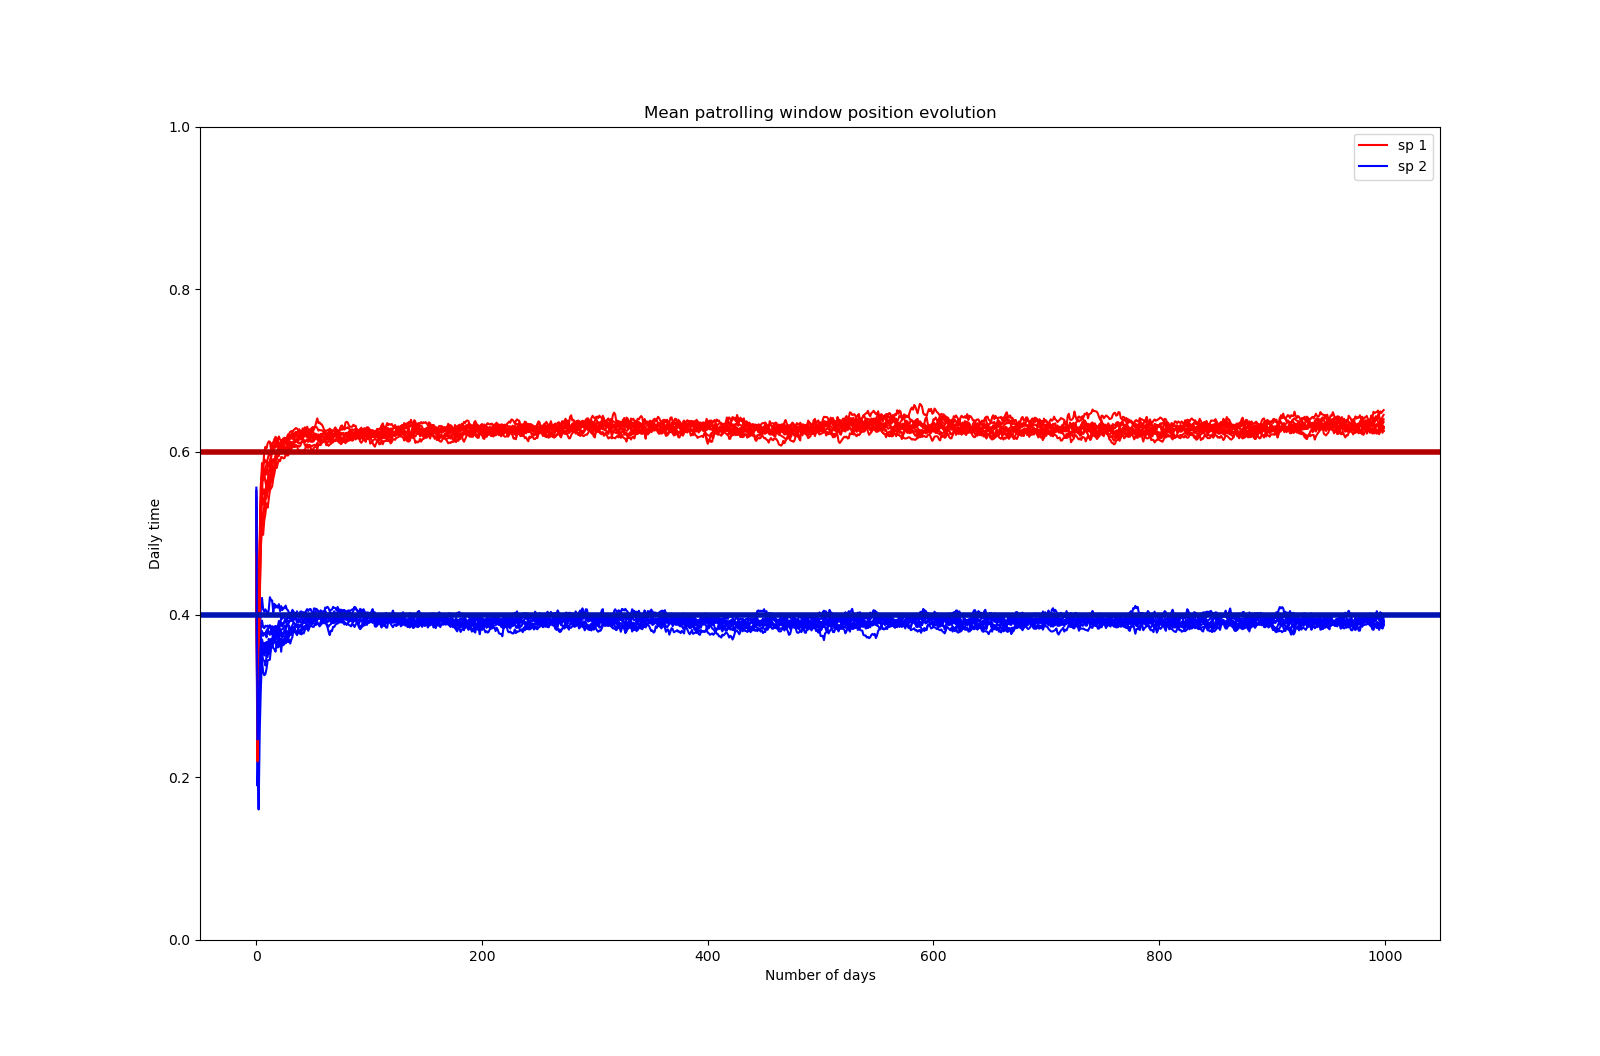 Mean patrolling window position evolution
1.0
sp 1
sp 2
0.8
0.6
Daily time
0.4
0.2
0.0
0 200 400 600 800 1000
Number of days